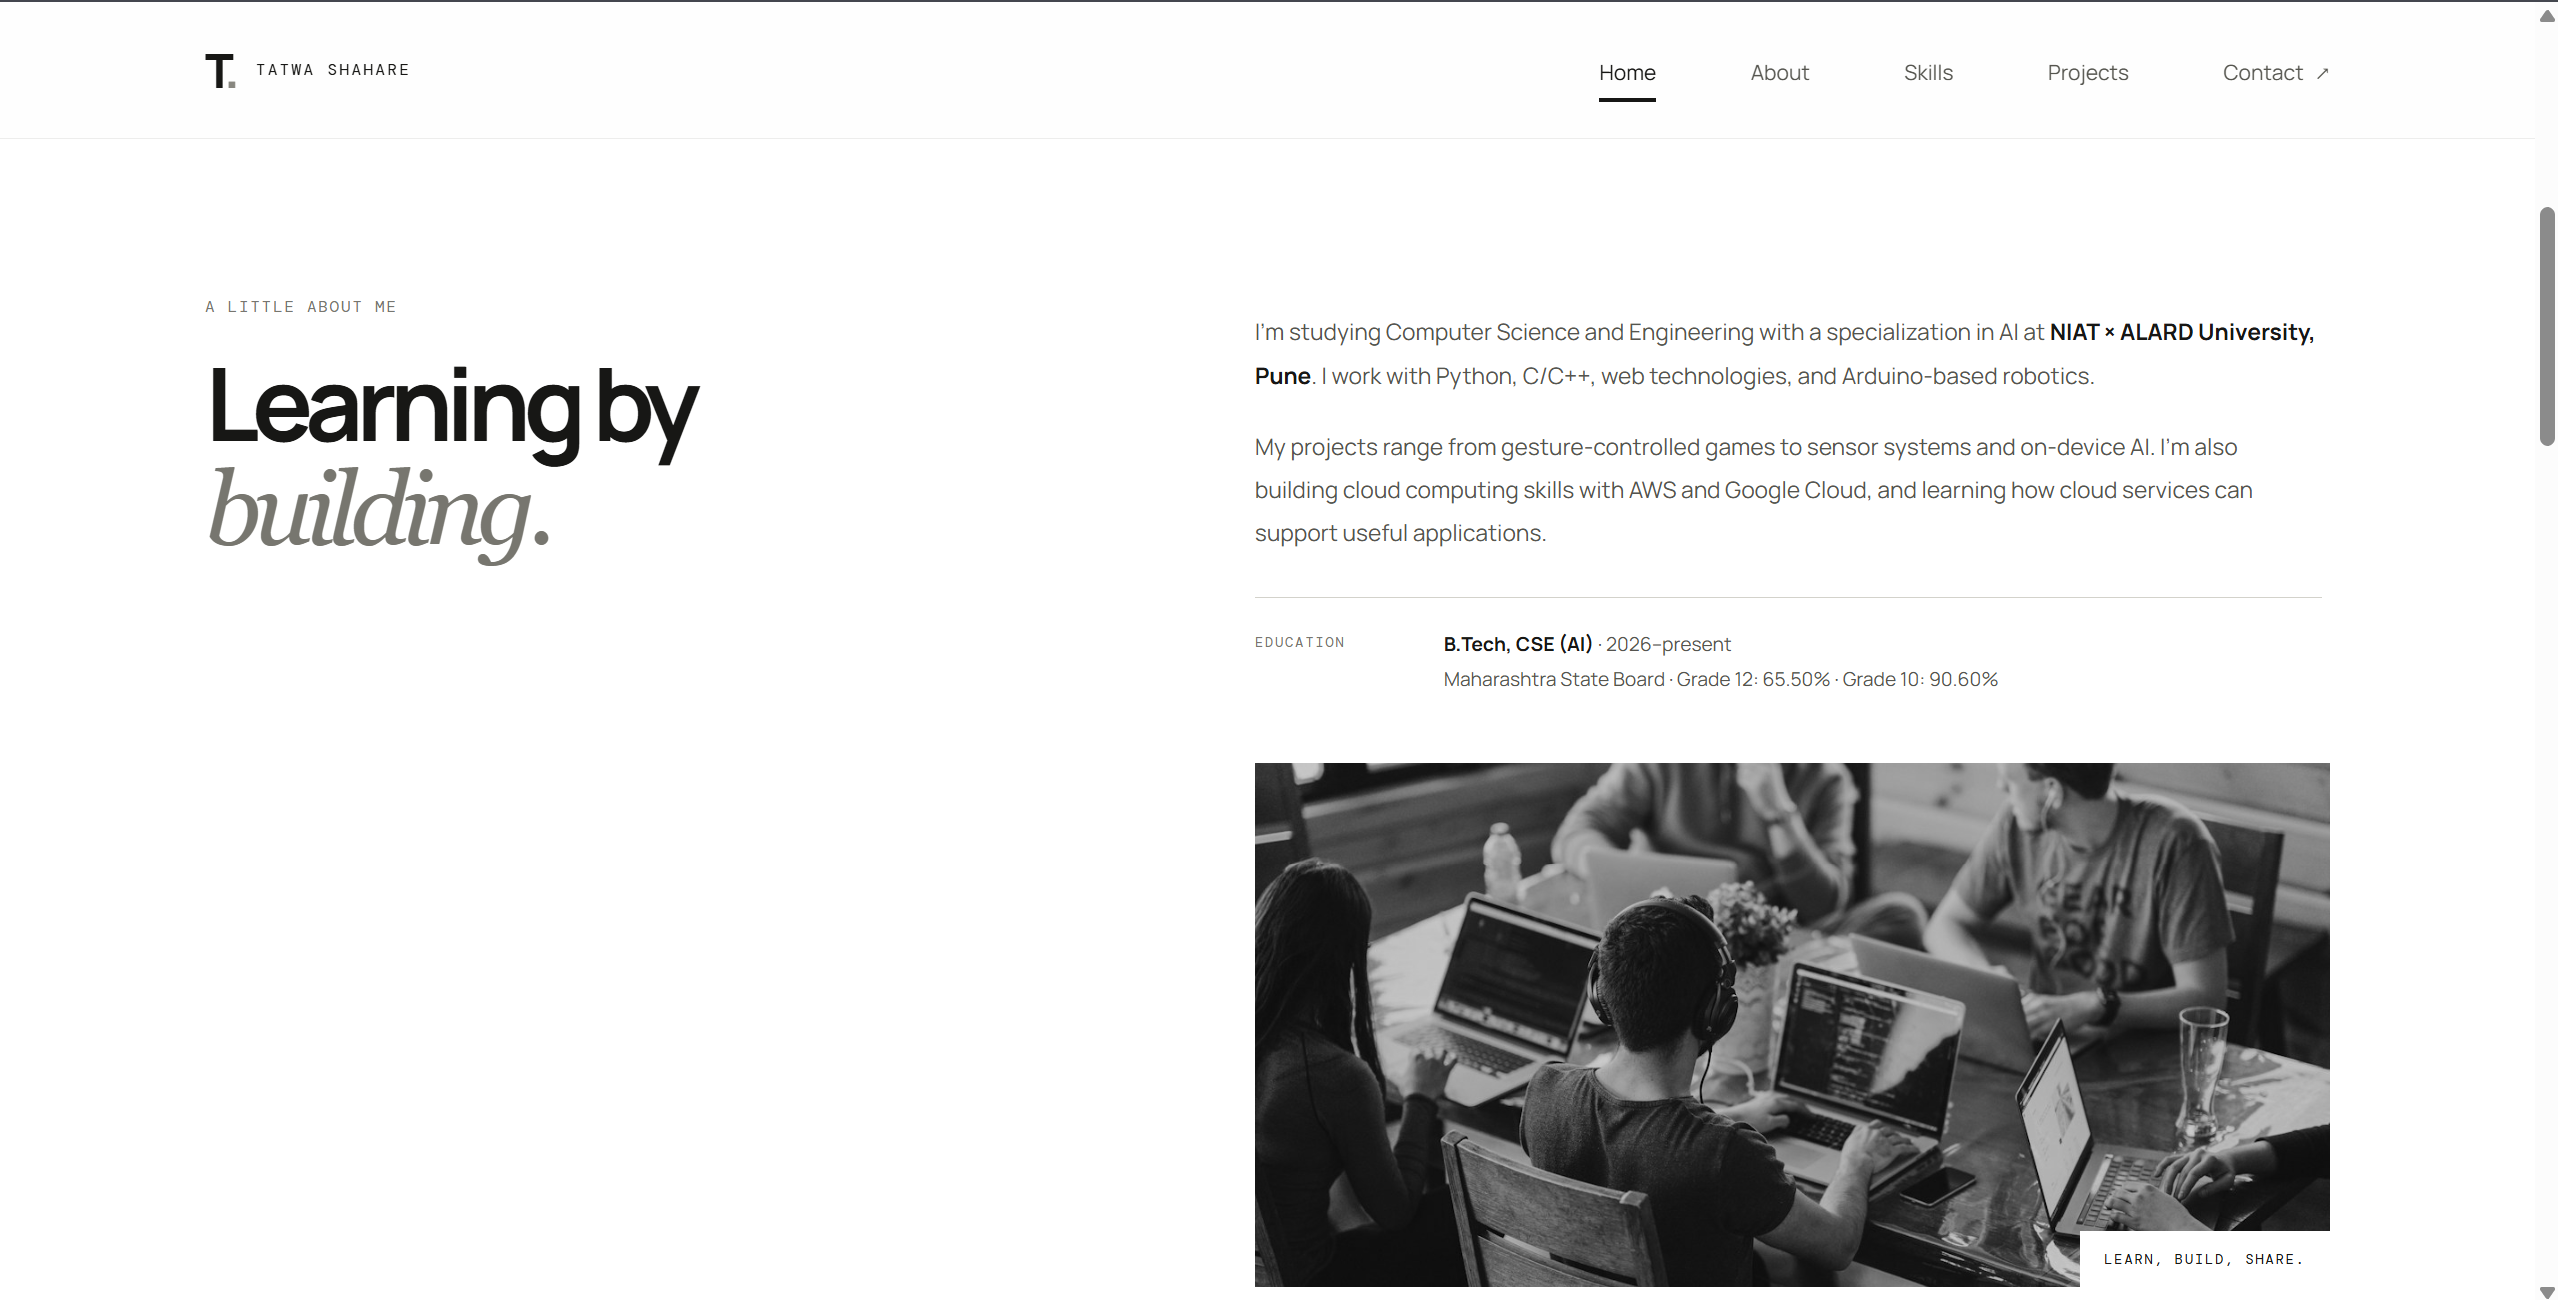 T. TATWA SHAHARE
Home About Skills Projects Contact ↗
A LITTLE ABOUT ME
Learning by
building.
I’m studying Computer Science and Engineering with a specialization in AI at NIAT × ALARD University,
Pune. I work with Python, C/C++, web technologies, and Arduino-based robotics.
My projects range from gesture-controlled games to sensor systems and on-device AI. I’m also
building cloud computing skills with AWS and Google Cloud, and learning how cloud services can
support useful applications.
EDUCATION
B.Tech, CSE (AI) · 2026–present
Maharashtra State Board · Grade 12: 65.50% · Grade 10: 90.60%
LEARN, BUILD, SHARE.